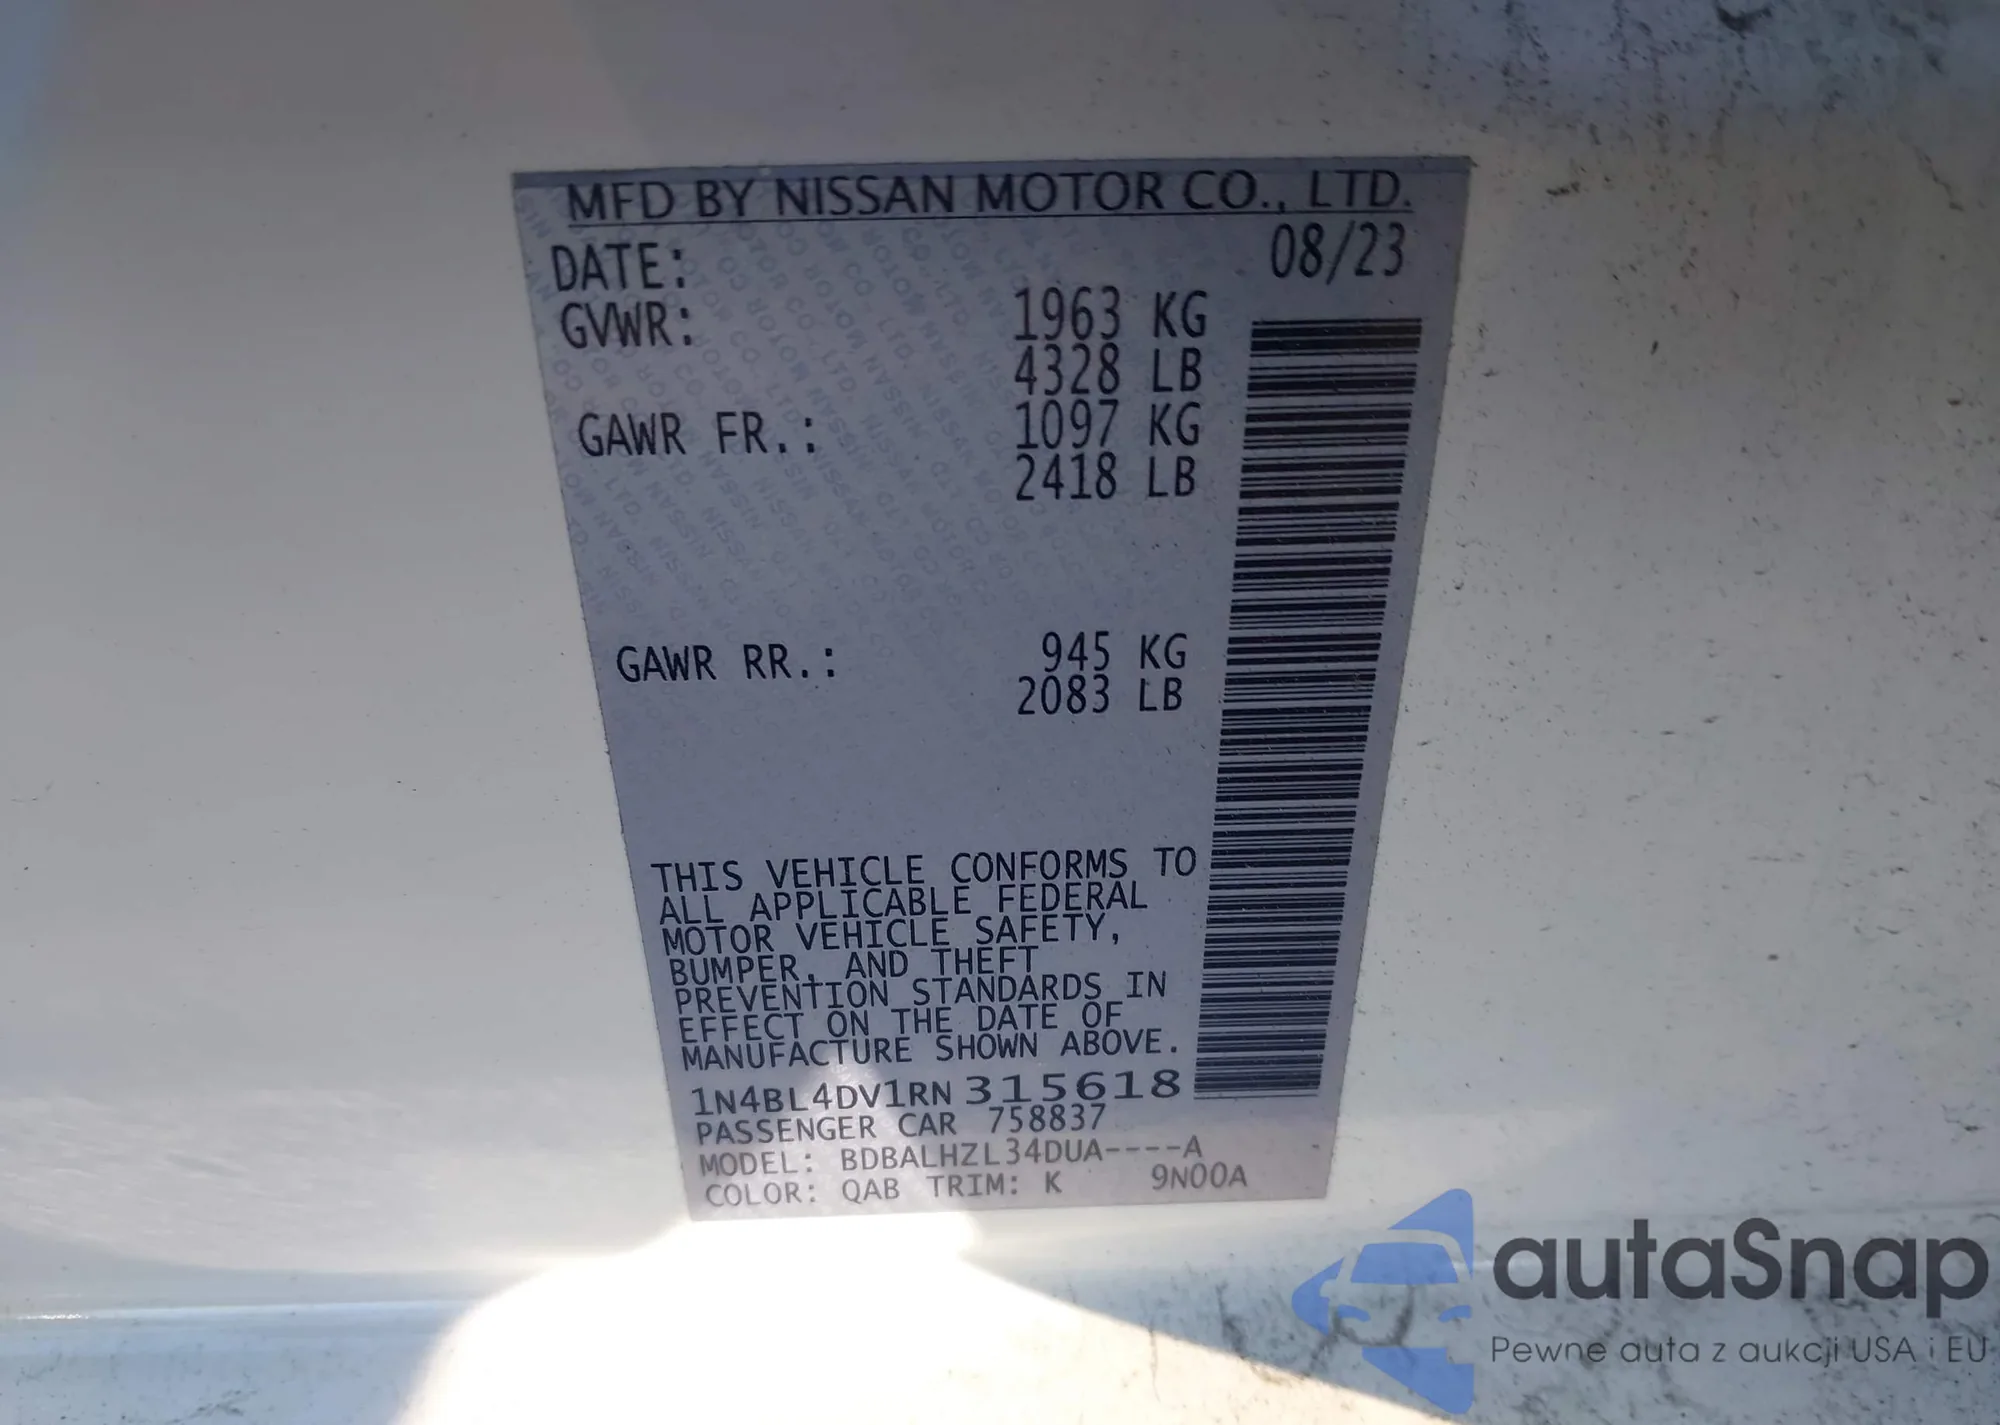 MFD BY NISSAN MOTOR CO., LTD.
DATE: 08/23
GVWR: 1963 KG
4328 LB
GAWR FR.: 1097 KG
2418 LB
GAWR RR.: 945 KG
2083 LB
THIS VEHICLE CONFORMS TO
ALL APPLICABLE FEDERAL
MOTOR VEHICLE SAFETY,
BUMPER, AND THEFT
PREVENTION STANDARDS IN
EFFECT ON THE DATE OF
MANUFACTURE SHOWN ABOVE.
1N4BL4DV1RN315618
PASSENGER CAR 758837
MODEL: BDBALHZL34DUA----A
COLOR: QAB TRIM: K 9N00A
autaSnap
Pewne auta z aukcji USA i EU